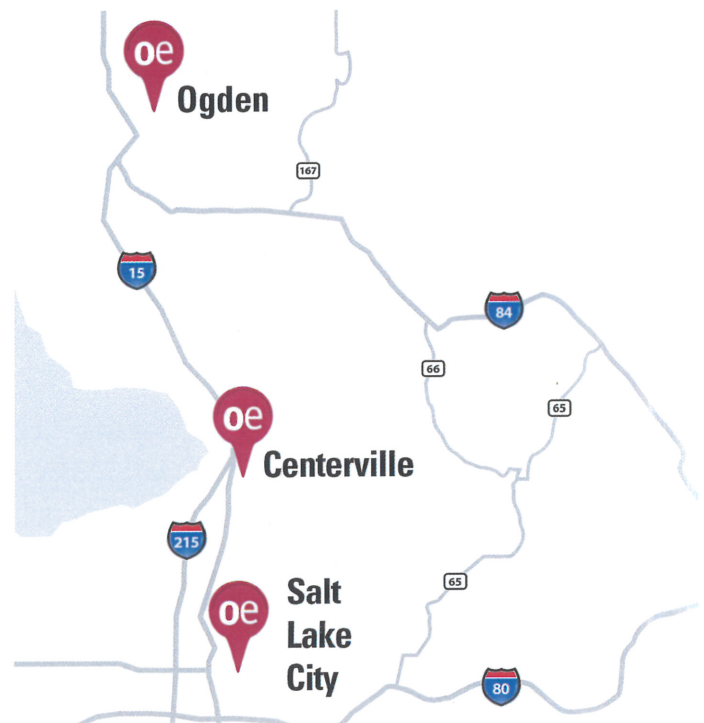 oe
Ogden
167
15
84
66
oe
65
Centerville
215
65
oe
Salt
Lake
City
80